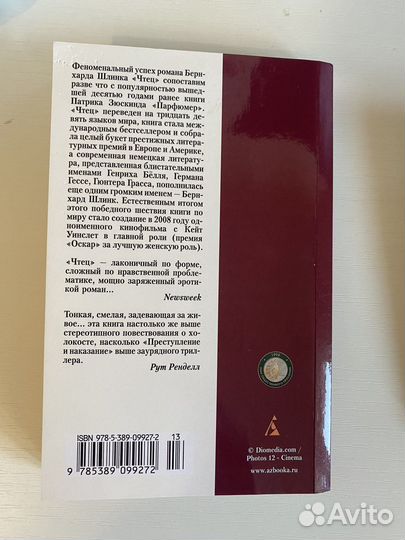 Феноменальный успех романа Берн-
харда Шлинка «Чтец» сопоставим
разве что с популярностью вышед-
шей десятью годами ранее книги
Патрика Зюскинда «Парфюмер».
«Чтец» переведен на тридцать де-
вять языков мира, книга стала меж-
дународным бестселлером и собра-
ла целый букет престижных литера-
турных премий в Европе и Америке,
а современная немецкая литерату-
ра, представленная блистательными
именами Генриха Бёлля, Германа
Гессе, Гюнтера Грасса, пополнилась
еще одним громким именем — Берн-
хард Шлинк. Естественным итогом
этого победного шествия книги по
миру стало создание в 2008 году од-
ноименного кинофильма с Кейт
Уинслет в главной роли (премия
«Оскар» за лучшую женскую роль).
«Чтец» — лаконичный по форме,
сложный по нравственной пробле-
матике, мощно заряженный эроти-
кой роман...
Newsweek
Тонкая, смелая, задевающая за жи-
вое... эта книга настолько же выше
стереотипного повествования о хо-
локосте, насколько «Преступление
и наказание» выше заурядного трил-
лера.
Рут Ренделл
ISBN 978-5-389-09927-2
13
9 785389 099272
© Diomedia.com /
Photos 12 - Cinema
www.azbooka.ru
Avito